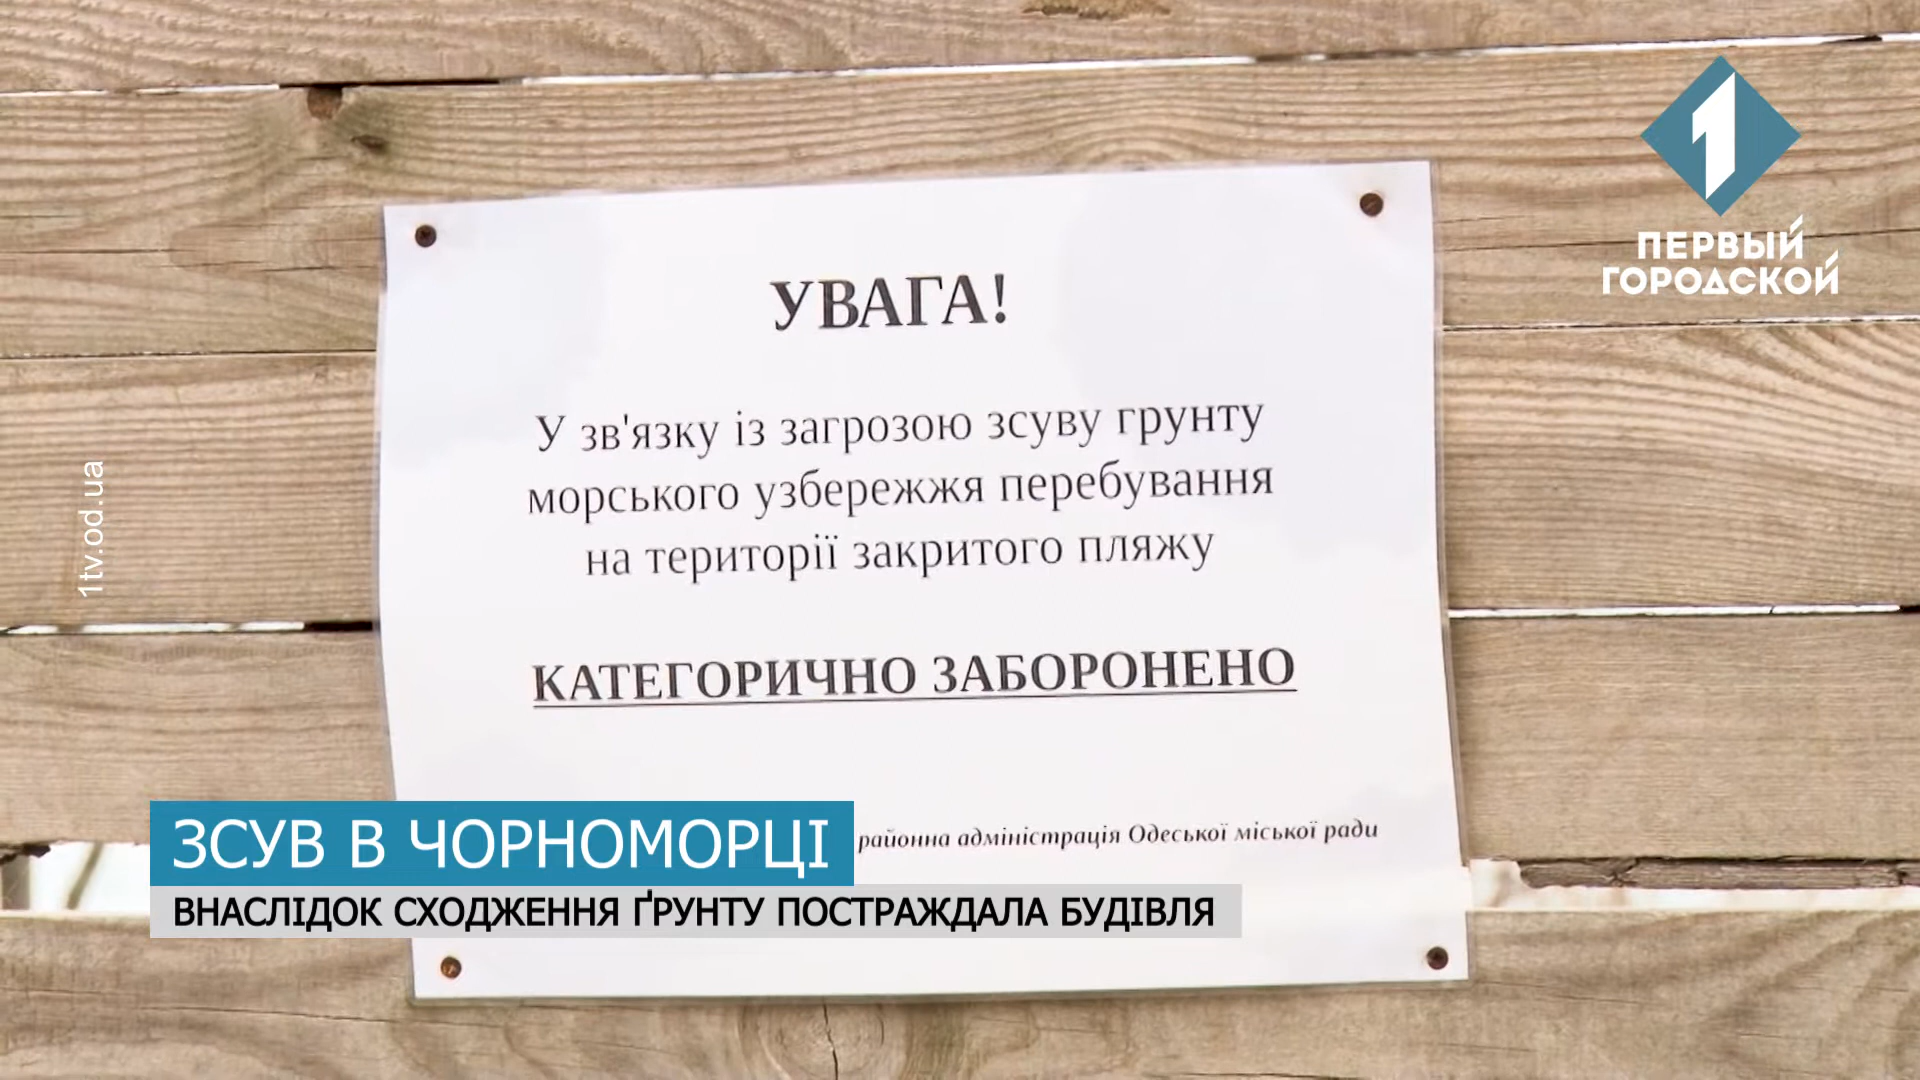 1
ПЕРВЫЙ
ГОРОДСКОЙ
УВАГА!
У зв'язку із загрозою зсуву грунту
морського узбережжя перебування
на території закритого пляжу
КАТЕГОРИЧНО ЗАБОРОНЕНО
районна адміністрація Одеської міської ради
ЗСУВ В ЧОРНОМОРЦІ
ВНАСЛІДОК СХОДЖЕННЯ ҐРУНТУ ПОСТРАЖДАЛА БУДІВЛЯ
1tv.od.ua